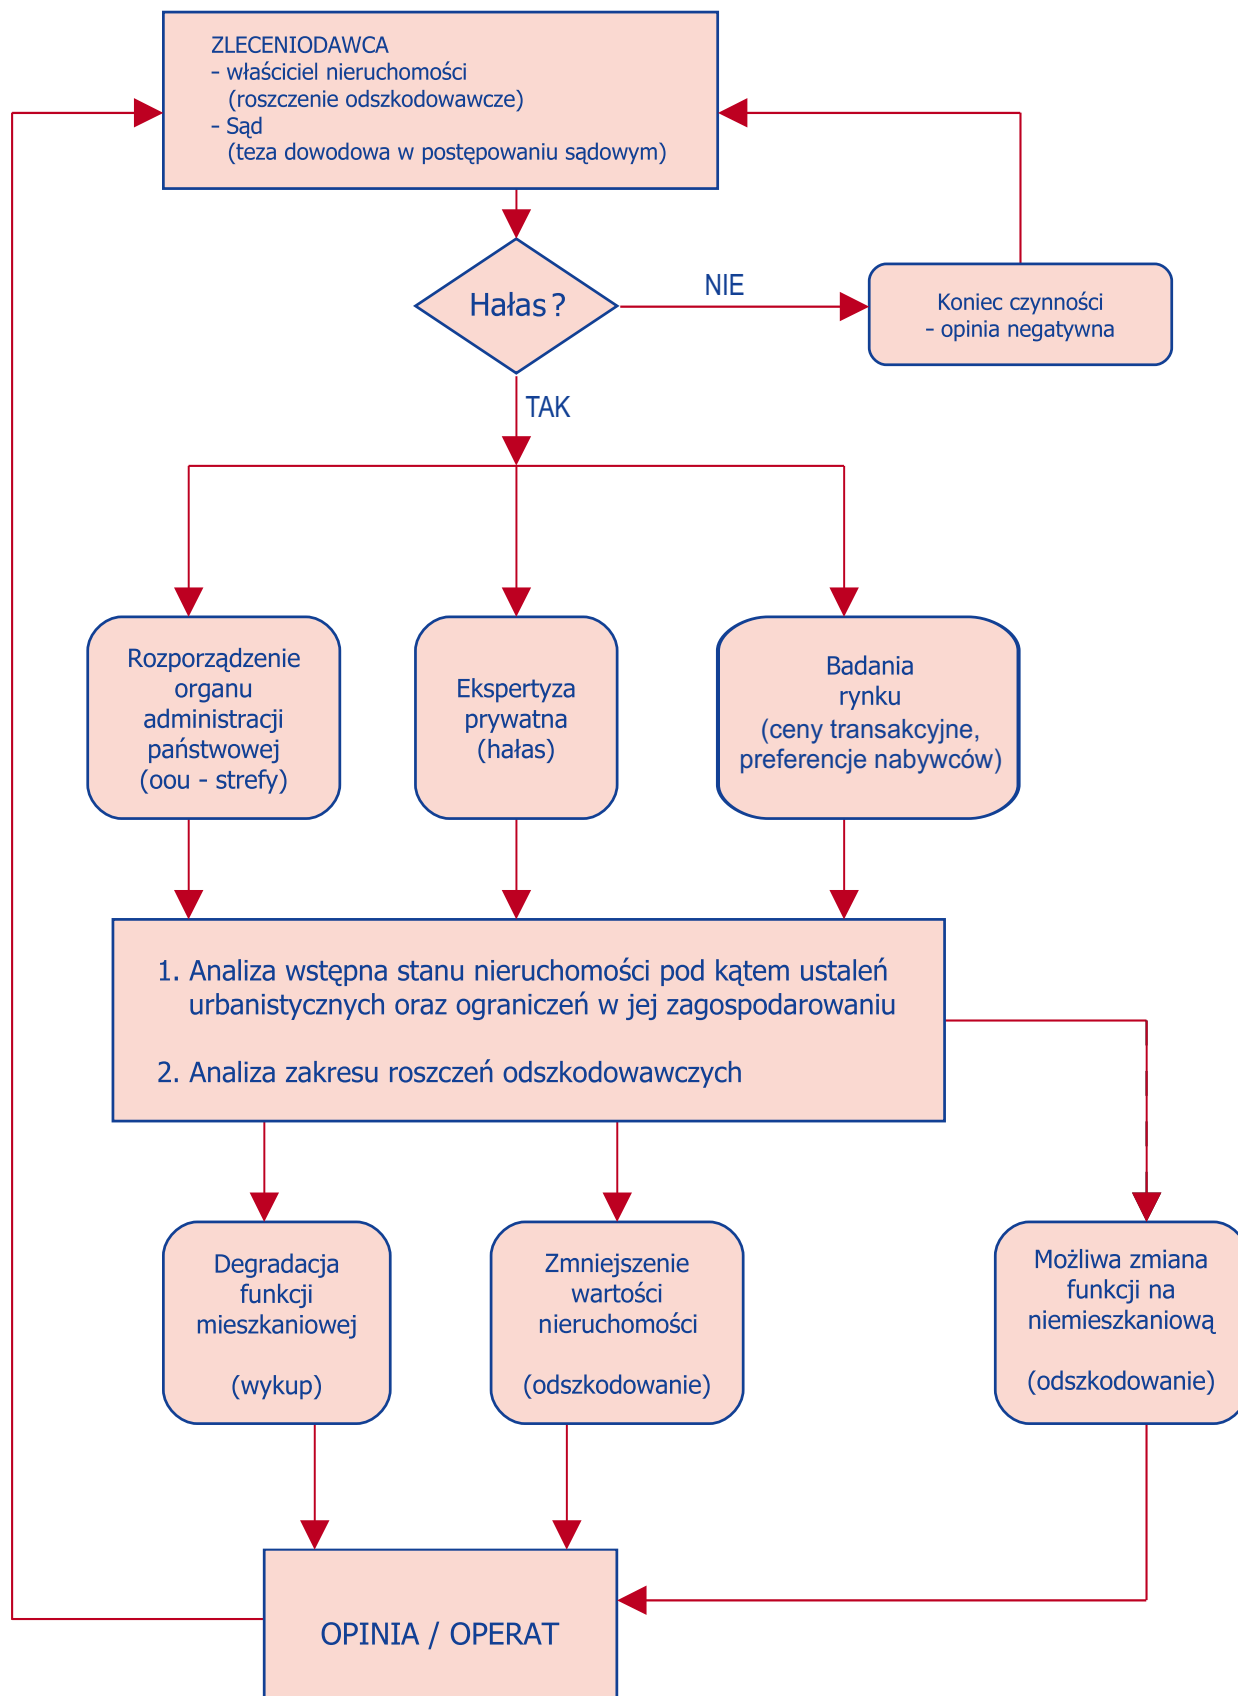 ZLECENIODAWCA
- właściciel nieruchomości
(roszczenie odszkodowawcze)
- Sąd
(teza dowodowa w postępowaniu sądowym)
Hałas?
NIE
Koniec czynności
- opinia negatywna
TAK
Rozporządzenie
organu
administracji
państwowej
(oou - strefy)
Ekspertyza
prywatna
(hałas)
Badania
rynku
(ceny transakcyjne,
preferencje nabywców)
1. Analiza wstępna stanu nieruchomości pod kątem ustaleń
urbanistycznych oraz ograniczeń w jej zagospodarowaniu
2. Analiza zakresu roszczeń odszkodowawczych
Degradacja
funkcji
mieszkaniowej
(wykup)
Zmniejszenie
wartości
nieruchomości
(odszkodowanie)
Możliwa zmiana
funkcji na
niemieszkaniową
(odszkodowanie)
OPINIA / OPERAT